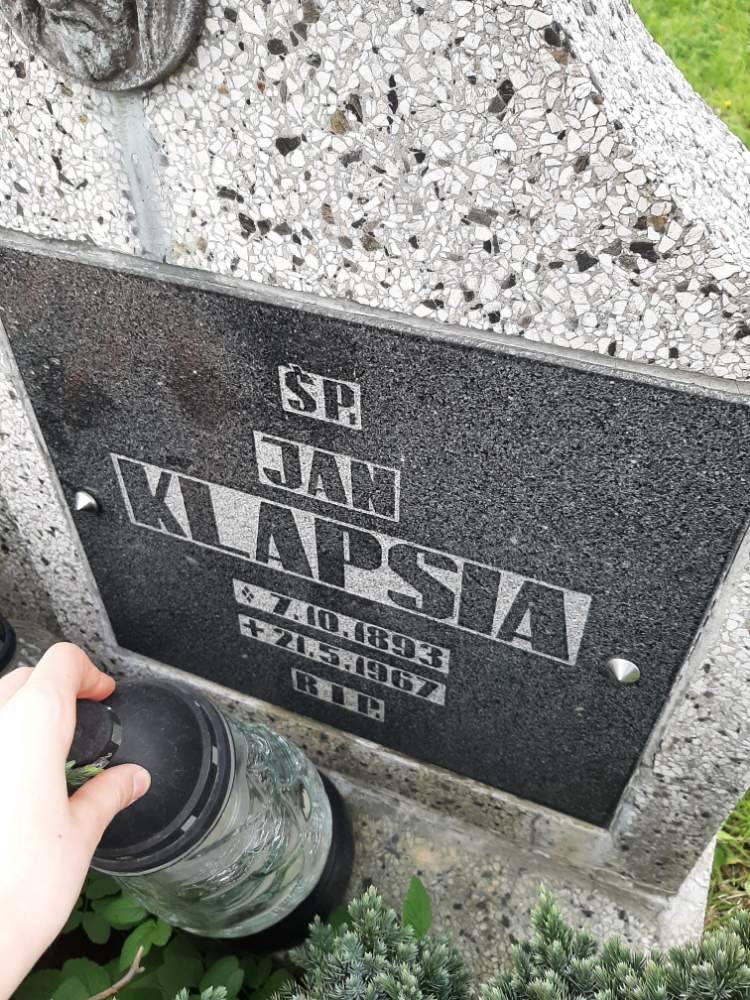 ŚP.
JAN
KLAPSIA
* 7.10.1893
+ 21.5.1967
R.I.P.